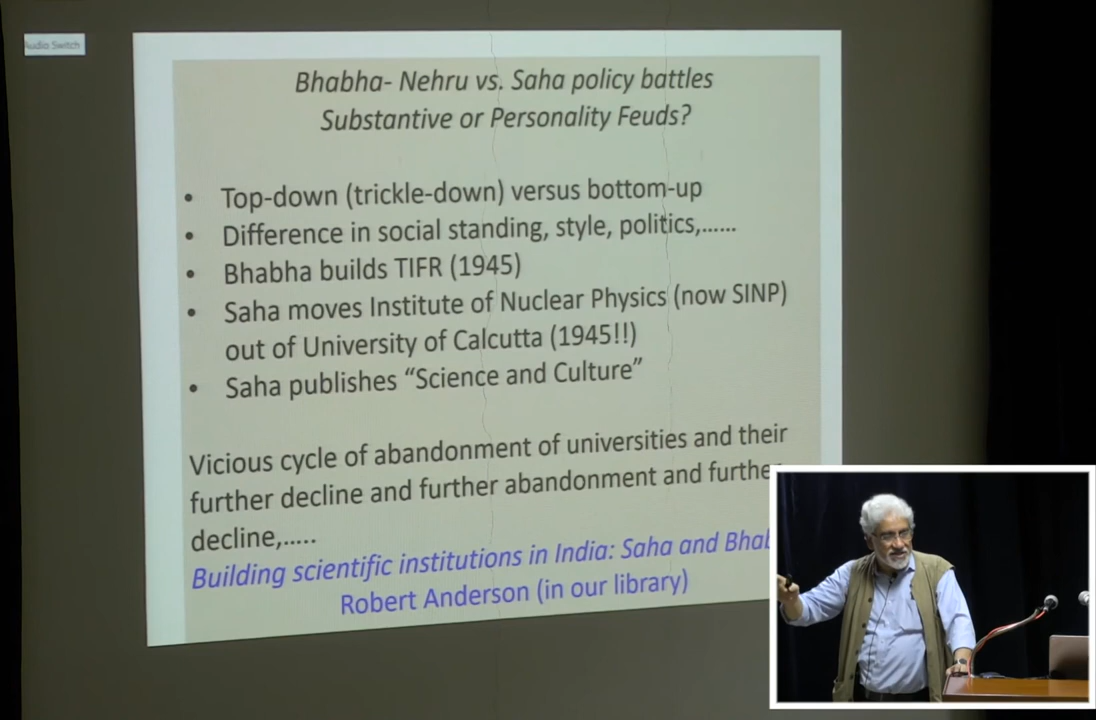 Audio Switch
Bhabha- Nehru vs. Saha policy battles
Substantive or Personality Feuds?
• Top-down (trickle-down) versus bottom-up
• Difference in social standing, style, politics,......
• Bhabha builds TIFR (1945)
• Saha moves Institute of Nuclear Physics (now SINP)
out of University of Calcutta (1945!!)
• Saha publishes “Science and Culture”
Vicious cycle of abandonment of universities and their
further decline and further abandonment and further
decline,.....
Building scientific institutions in India: Saha and Bhab
Robert Anderson (in our library)